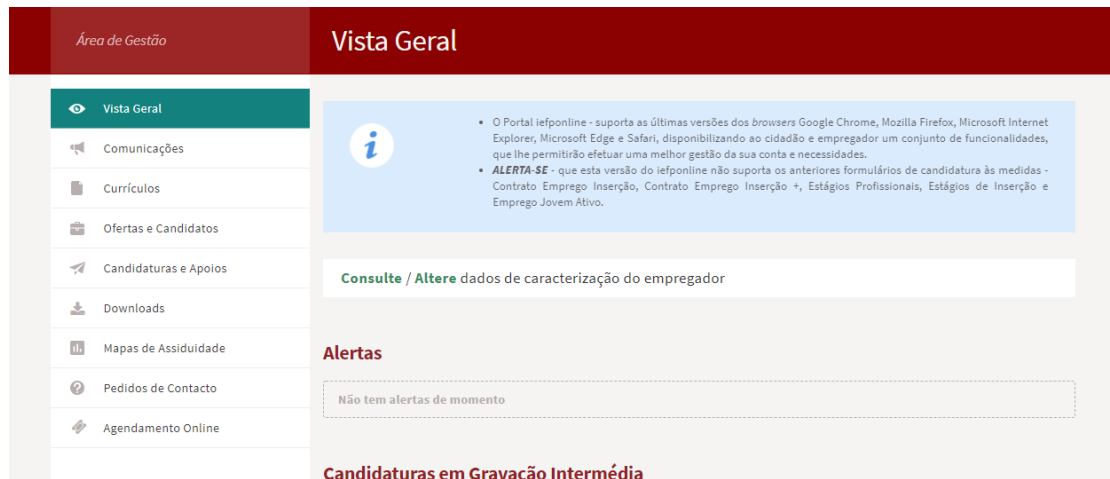 Área de Gestão
Vista Geral
Vista Geral
Comunicações
Currículos
Ofertas e Candidatos
Candidaturas e Apoios
Downloads
Mapas de Assiduidade
Pedidos de Contacto
Agendamento Online
• O Portal iefponline - suporta as últimas versões dos browsers Google Chrome, Mozilla Firefox, Microsoft Internet
Explorer, Microsoft Edge e Safari, disponibilizando ao cidadão e empregador um conjunto de funcionalidades,
que lhe permitirão efetuar uma melhor gestão da sua conta e necessidades.
• ALERTA-SE - que esta versão do iefponline não suporta os anteriores formulários de candidatura às medidas -
Contrato Emprego Inserção, Contrato Emprego Inserção +, Estágios Profissionais, Estágios de Inserção e
Emprego Jovem Ativo.
Consulte / Altere dados de caracterização do empregador
Alertas
Não tem alertas de momento
Candidaturas em Gravação Intermédia